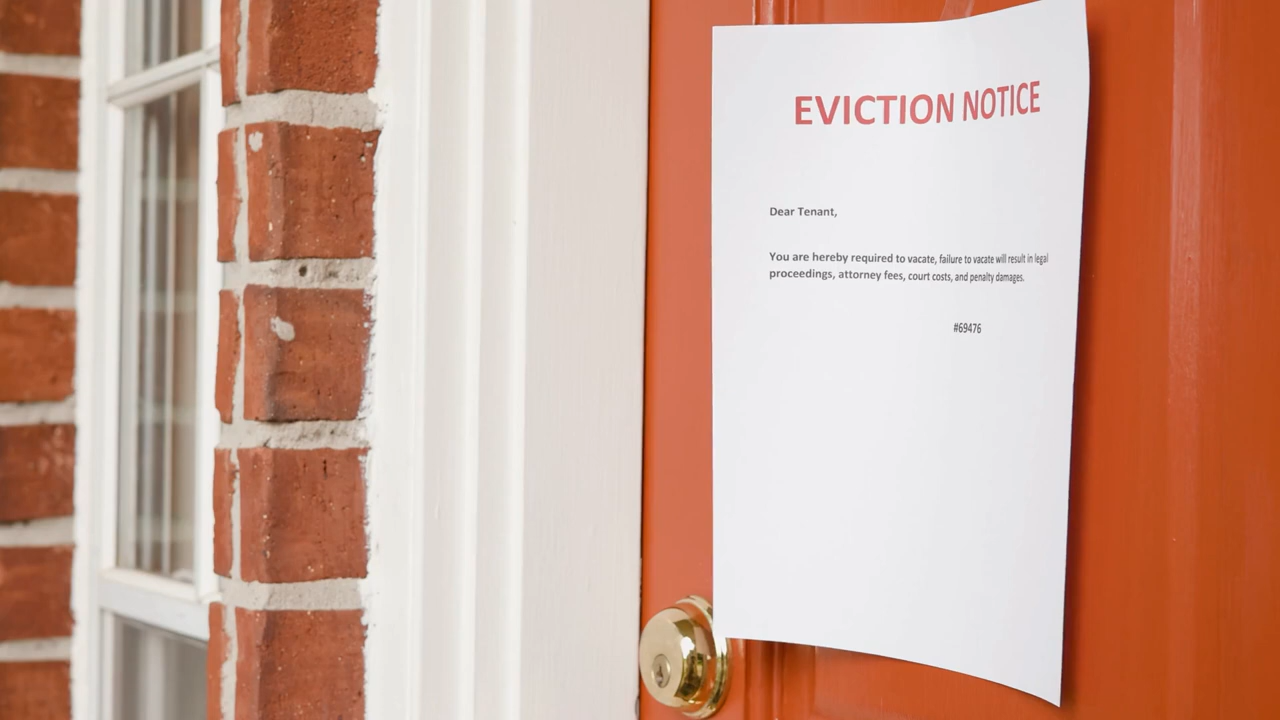 EVICTION NOTICE
Dear Tenant,
You are hereby required to vacate, failure to vacate will result in legal
proceedings, attorney fees, court costs, and penalty damages.
#69476